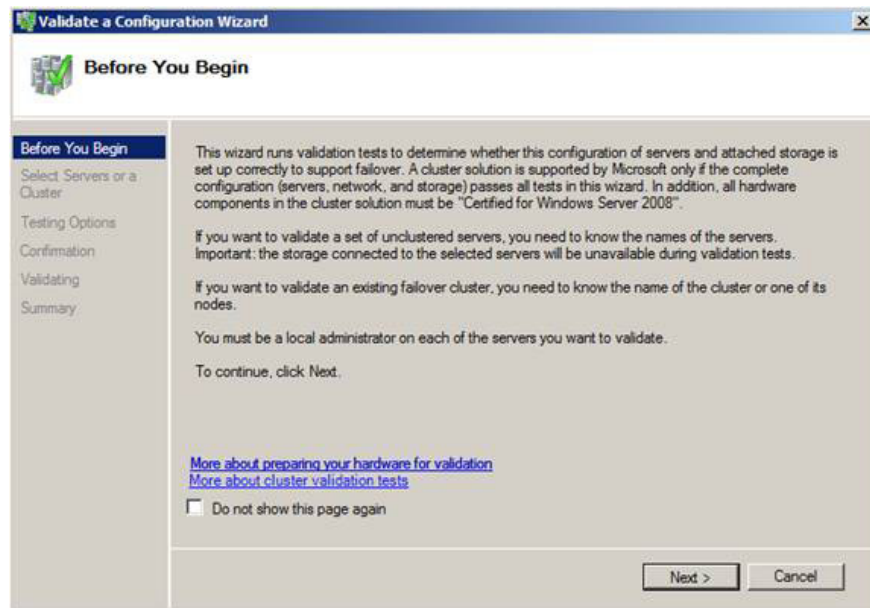 Validate a Configuration Wizard
Before You Begin
Before You Begin
Select Servers or a
Cluster
Testing Options
Confirmation
Validating
Summary
This wizard runs validation tests to determine whether this configuration of servers and attached storage is
set up correctly to support failover. A cluster solution is supported by Microsoft only if the complete
configuration (servers, network, and storage) passes all tests in this wizard. In addition, all hardware
components in the cluster solution must be "Certified for Windows Server 2008".
If you want to validate a set of unclustered servers, you need to know the names of the servers.
Important: the storage connected to the selected servers will be unavailable during validation tests.
If you want to validate an existing failover cluster, you need to know the name of the cluster or one of its
nodes.
You must be a local administrator on each of the servers you want to validate.
To continue, click Next.
More about preparing your hardware for validation
More about cluster validation tests
Do not show this page again
Next >
Cancel